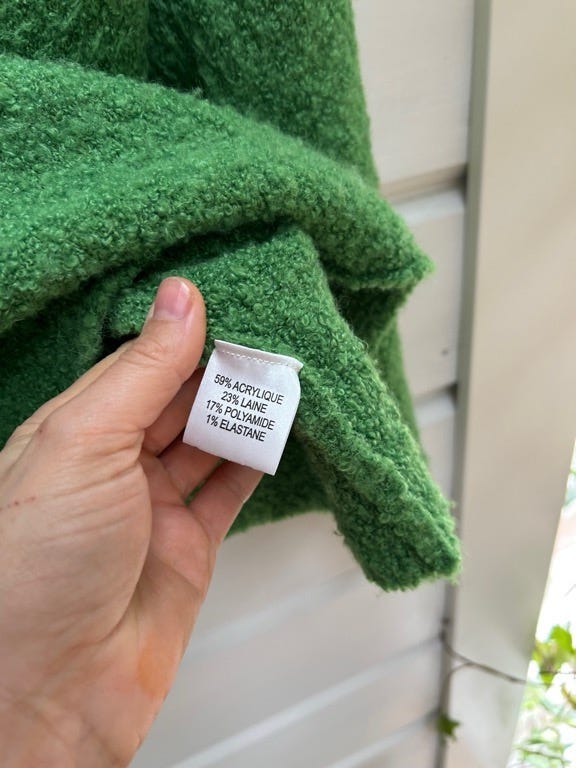 59% ACRYLIQUE
23% LAINE
17% POLYAMIDE
1% ELASTANE